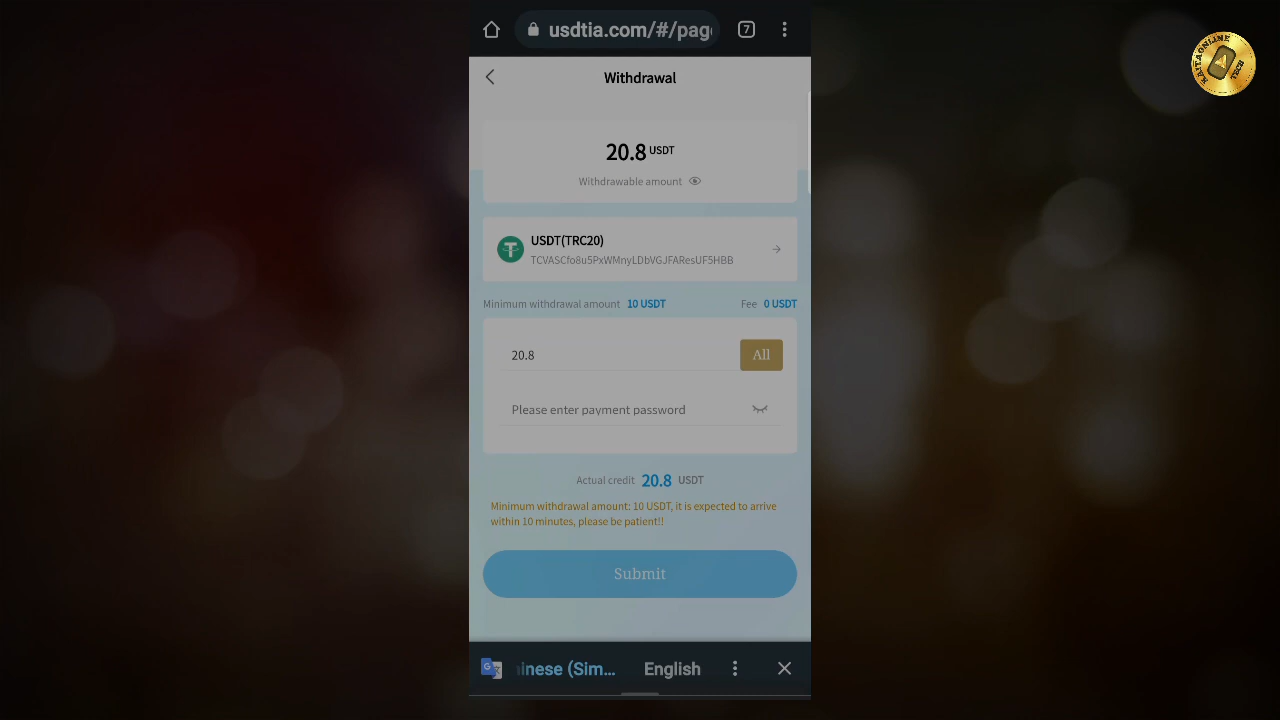 usdtia.com/#/pag
7
Withdrawal
20.8 USDT
Withdrawable amount
USDT(TRC20)
TCVASCfo8u5PxWMnyLDbVGJFAResUF5HBB
Minimum withdrawal amount 10 USDT Fee 0 USDT
20.8 All
Please enter payment password
Actual credit 20.8 USDT
Minimum withdrawal amount: 10 USDT, it is expected to arrive
within 10 minutes, please be patient!!
Submit
inese (Sim... English